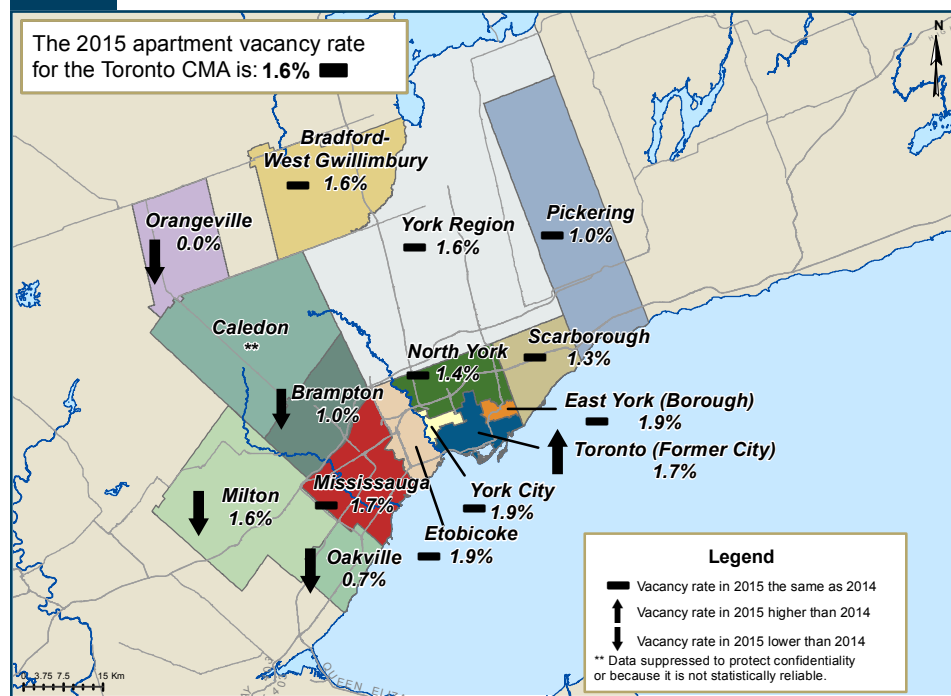 The 2015 apartment vacancy rate
for the Toronto CMA is: 1.6%
N
Bradford-
West Gwillimbury
1.6%
Orangeville
0.0%
York Region
1.6%
Pickering
1.0%
Caledon
**
Scarborough
1.3%
North York
1.4%
Brampton
1.0%
East York (Borough)
1.9%
Toronto (Former City)
1.7%
Mississauga
1.7%
York City
1.9%
Milton
1.6%
Etobicoke
1.9%
Oakville
0.7%
Legend
Vacancy rate in 2015 the same as 2014
Vacancy rate in 2015 higher than 2014
Vacancy rate in 2015 lower than 2014
** Data suppressed to protect confidentiality
or because it is not statistically reliable.
0 3.75 7.5 15 Km